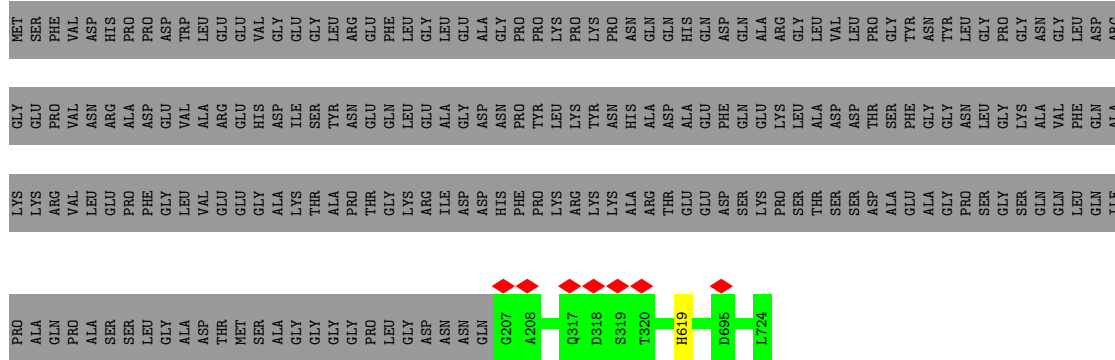 MET SER PHE VAL ASP HIS PRO PRO ASP TRP LEU GLU GLU VAL GLY GLU GLY LEU ARG GLU PHE LEU GLY LEU GLU ALA GLY PRO PRO LYS PRO LYS PRO ASN GLN GLN HIS GLN ASP GLN ALA ARG GLY LEU VAL LEU PRO GLY TYR ASN TYR LEU GLY PRO GLY ASN GLY LEU ASP ARG
GLY GLU PRO VAL ASN ARG ALA ASP GLU VAL ALA ARG GLU HIS ASP ILE SER TYR ASN GLU GLN LEU GLU ALA GLY ASP ASN PRO TYR LEU LYS TYR ASN HIS ALA ASP ALA GLU PHE GLN GLU LYS LEU ALA ASP ASP THR SER PHE GLY GLY ASN LEU GLY LYS ALA VAL PHE GLN ALA
LYS LYS ARG VAL LEU GLU PRO PHE GLY LEU VAL GLU GLU GLY ALA LYS THR ALA PRO THR GLY LYS ARG ILE ASP ASP HIS PHE PRO LYS ARG LYS LYS ALA ARG THR GLU GLU ASP SER LYS PRO SER THR SER SER ASP ALA GLU ALA GLY PRO SER GLY SER GLN GLN LEU GLN ILE
PRO ALA GLN PRO ALA SER SER LEU GLY ALA ASP THR MET SER ALA GLY GLY GLY GLY PRO LEU GLY ASP ASN ASN GLN G207 A208 Q317 D318 S319 T320 H619 D695 L724